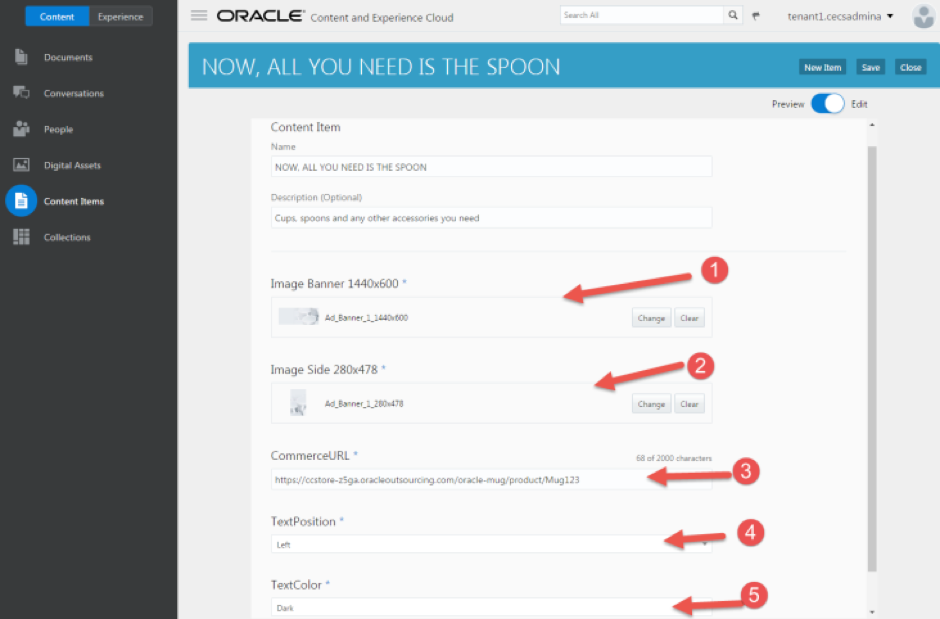 Content Experience
ORACLE® Content and Experience Cloud
Search All
tenant1.cecsadmina
Documents
Conversations
People
Digital Assets
Content Items
Collections
NOW, ALL YOU NEED IS THE SPOON
New Item Save Close
Preview Edit
Content Item
Name
NOW, ALL YOU NEED IS THE SPOON
Description (Optional)
Cups, spoons and any other accessories you need
Image Banner 1440x600 *
1
Ad_Banner_1_1440x600
Change Clear
Image Side 280x478 *
2
Ad_Banner_1_280x478
Change Clear
CommerceURL *
68 of 2000 characters
https://ccstore-z5ga.oracleoutsourcing.com/oracle-mug/product/Mug123
3
TextPosition *
4
Left
TextColor *
5
Dark